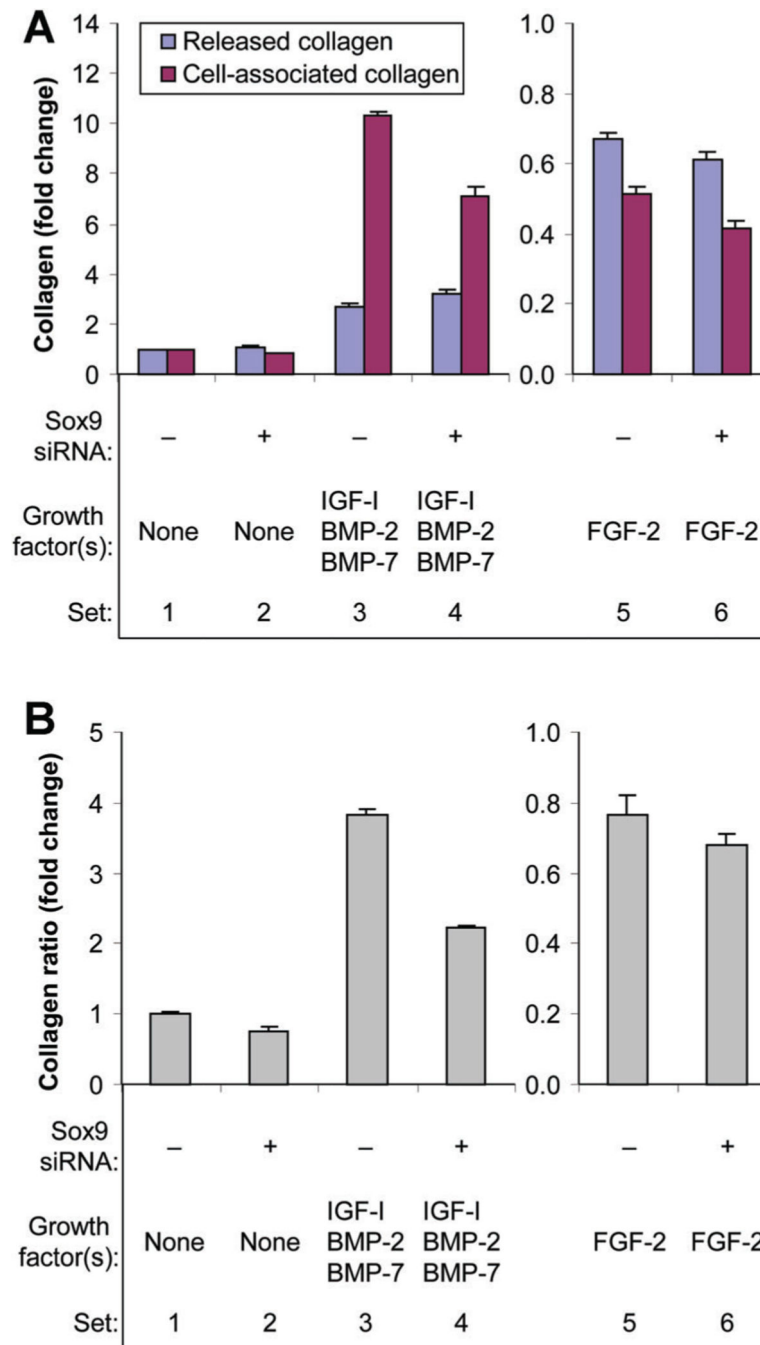 A
Released collagen
Cell-associated collagen
Collagen (fold change)
14
12
10
8
6
4
2
0
1.0
0.8
0.6
0.4
0.2
0.0
Sox9 siRNA: – + – + – +
Growth factor(s): None None IGF-I BMP-2 BMP-7 IGF-I BMP-2 BMP-7 FGF-2 FGF-2
Set: 1 2 3 4 5 6
B
Collagen ratio (fold change)
5
4
3
2
1
0
1.0
0.8
0.6
0.4
0.2
0.0
Sox9 siRNA: – + – + – +
Growth factor(s): None None IGF-I BMP-2 BMP-7 IGF-I BMP-2 BMP-7 FGF-2 FGF-2
Set: 1 2 3 4 5 6